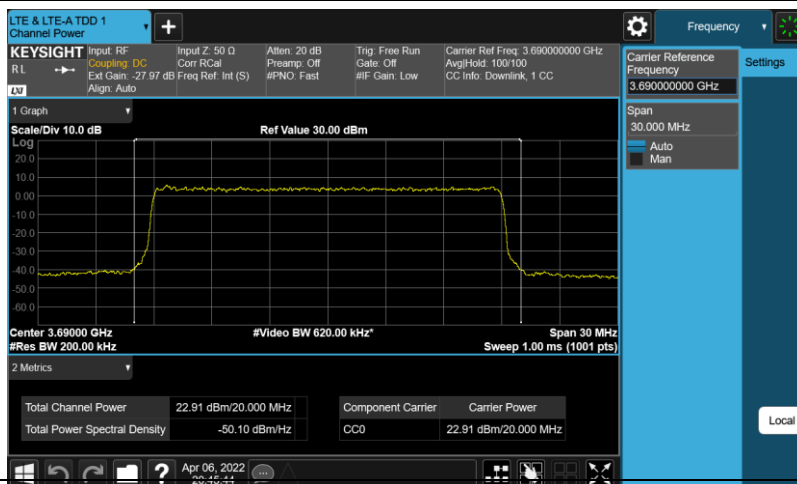 LTE & LTE-A TDD 1
Channel Power
Frequency
KEYSIGHT
R L
LXI
Input: RF
Coupling: DC
Ext Gain: -27.97 dB
Align: Auto
Input Z: 50 Ω
Corr RCal
Freq Ref: Int (S)
Atten: 20 dB
Preamp: Off
#PNO: Fast
Trig: Free Run
Gate: Off
#IF Gain: Low
Carrier Ref Freq: 3.690000000 GHz
Avg|Hold: 100/100
CC Info: Downlink, 1 CC
Carrier Reference
Frequency
3.690000000 GHz
Settings
Span
30.000 MHz
Auto
Man
1 Graph
Scale/Div 10.0 dB
Ref Value 30.00 dBm
Log
20.0
10.0
0.00
-10.0
-20.0
-30.0
-40.0
-50.0
-60.0
Center 3.69000 GHz
#Video BW 620.00 kHz*
Span 30 MHz
#Res BW 200.00 kHz
Sweep 1.00 ms (1001 pts)
2 Metrics
Total Channel Power 22.91 dBm/20.000 MHz
Total Power Spectral Density -50.10 dBm/Hz
Component Carrier Carrier Power
CC0 22.91 dBm/20.000 MHz
Local
?
Apr 06, 2022